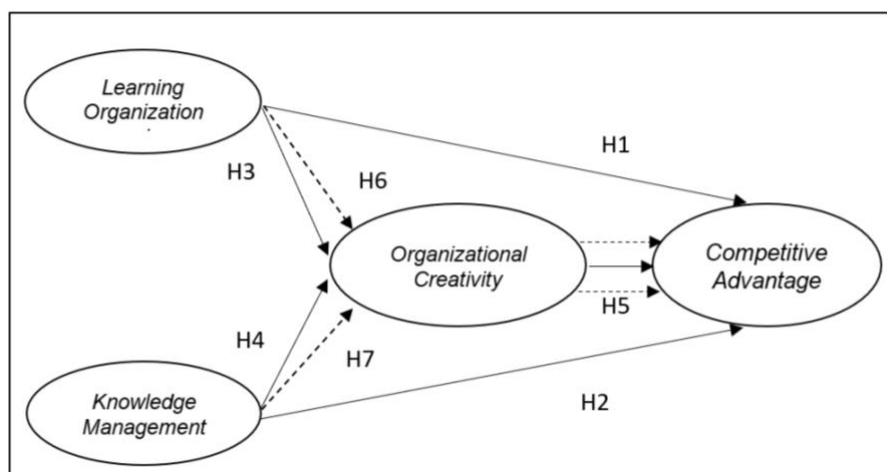 Learning
Organization
H1
H3
H6
Organizational
Creativity
Competitive
Advantage
H5
H4
H7
Knowledge
Management
H2